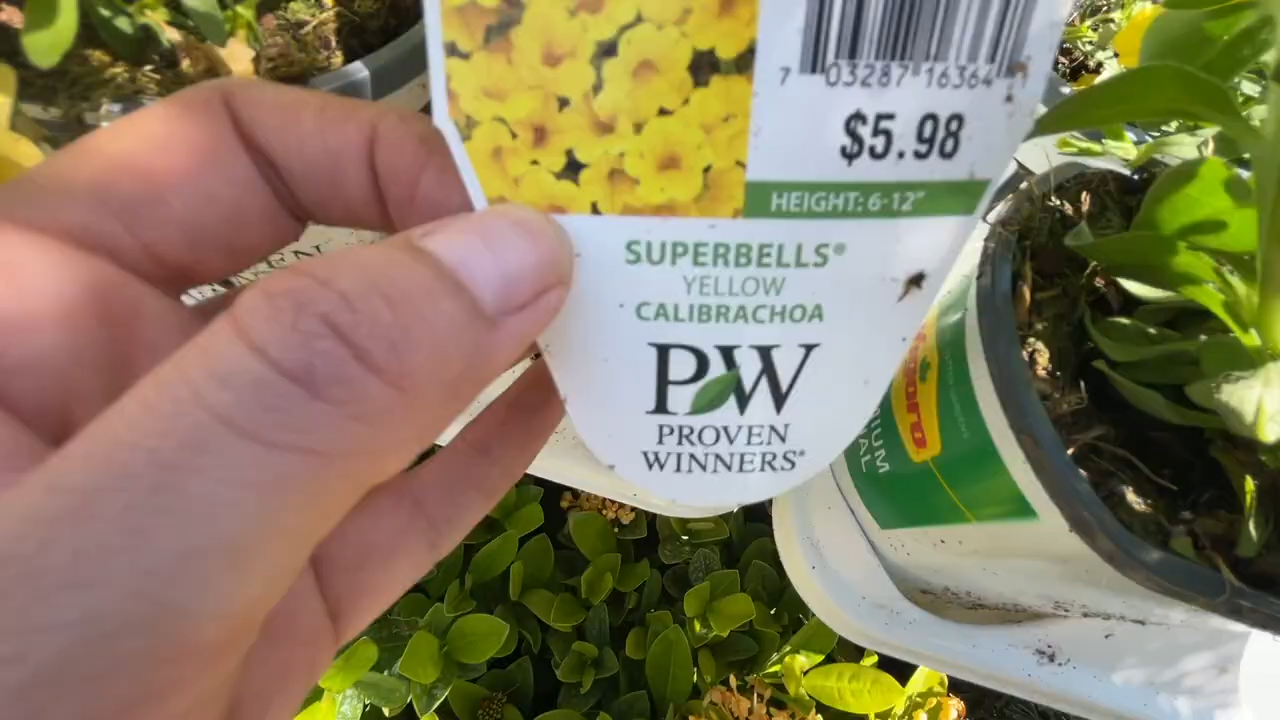 7 03287 16364
$5.98
HEIGHT: 6-12"
SUPERBELLS®
YELLOW
CALIBRACHOA
PW
PROVEN
WINNERS®